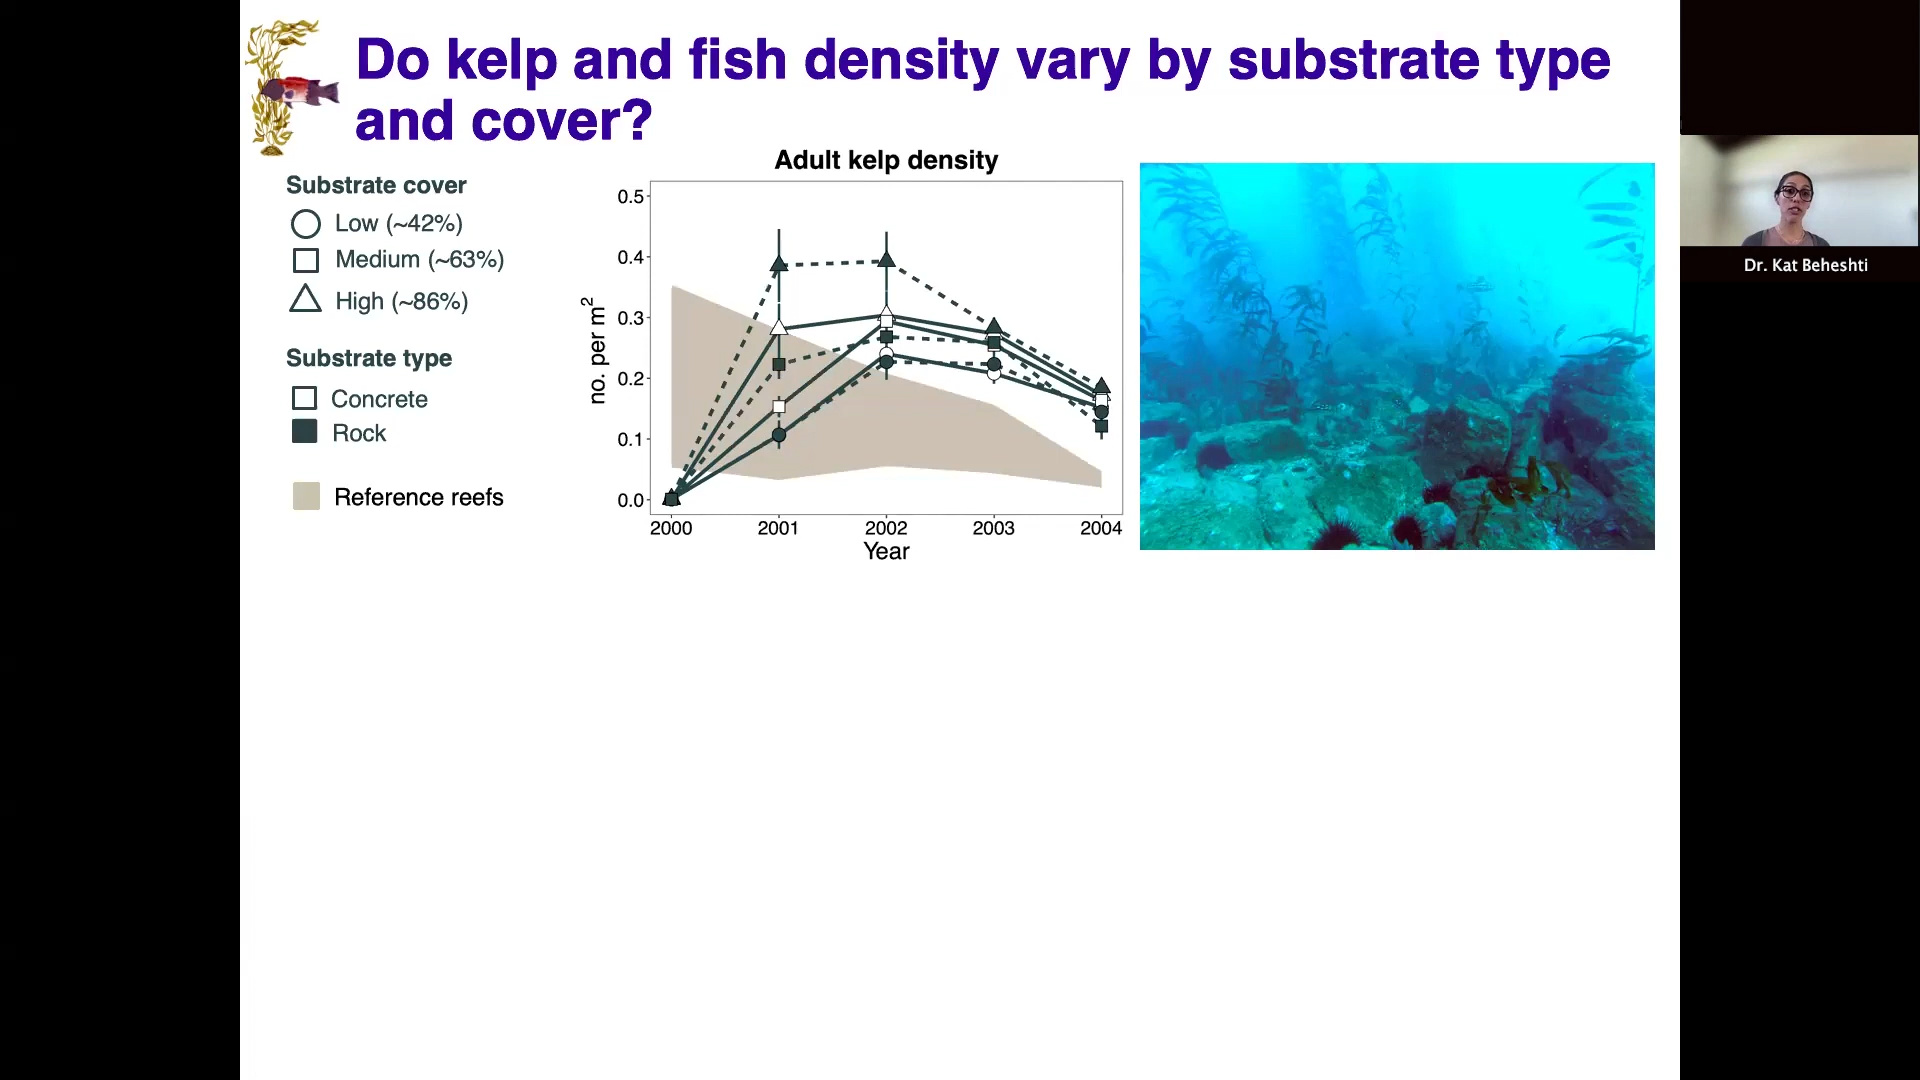 Do kelp and fish density vary by substrate type
and cover?
Substrate cover
Low (~42%)
Medium (~63%)
High (~86%)
Substrate type
Concrete
Rock
Reference reefs
Adult kelp density
no. per m²
0.5
0.4
0.3
0.2
0.1
0.0
2000 2001 2002 2003 2004
Year
Dr. Kat Beheshti